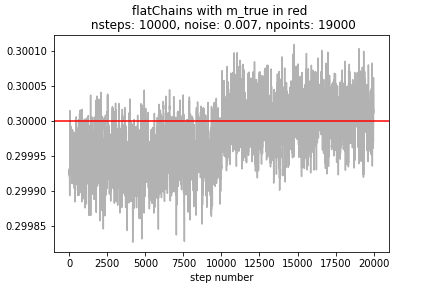 flatChains with m_true in red
nsteps: 10000, noise: 0.007, npoints: 19000
0.30010
0.30005
0.30000
0.29995
0.29990
0.29985
0 2500 5000 7500 10000 12500 15000 17500 20000
step number